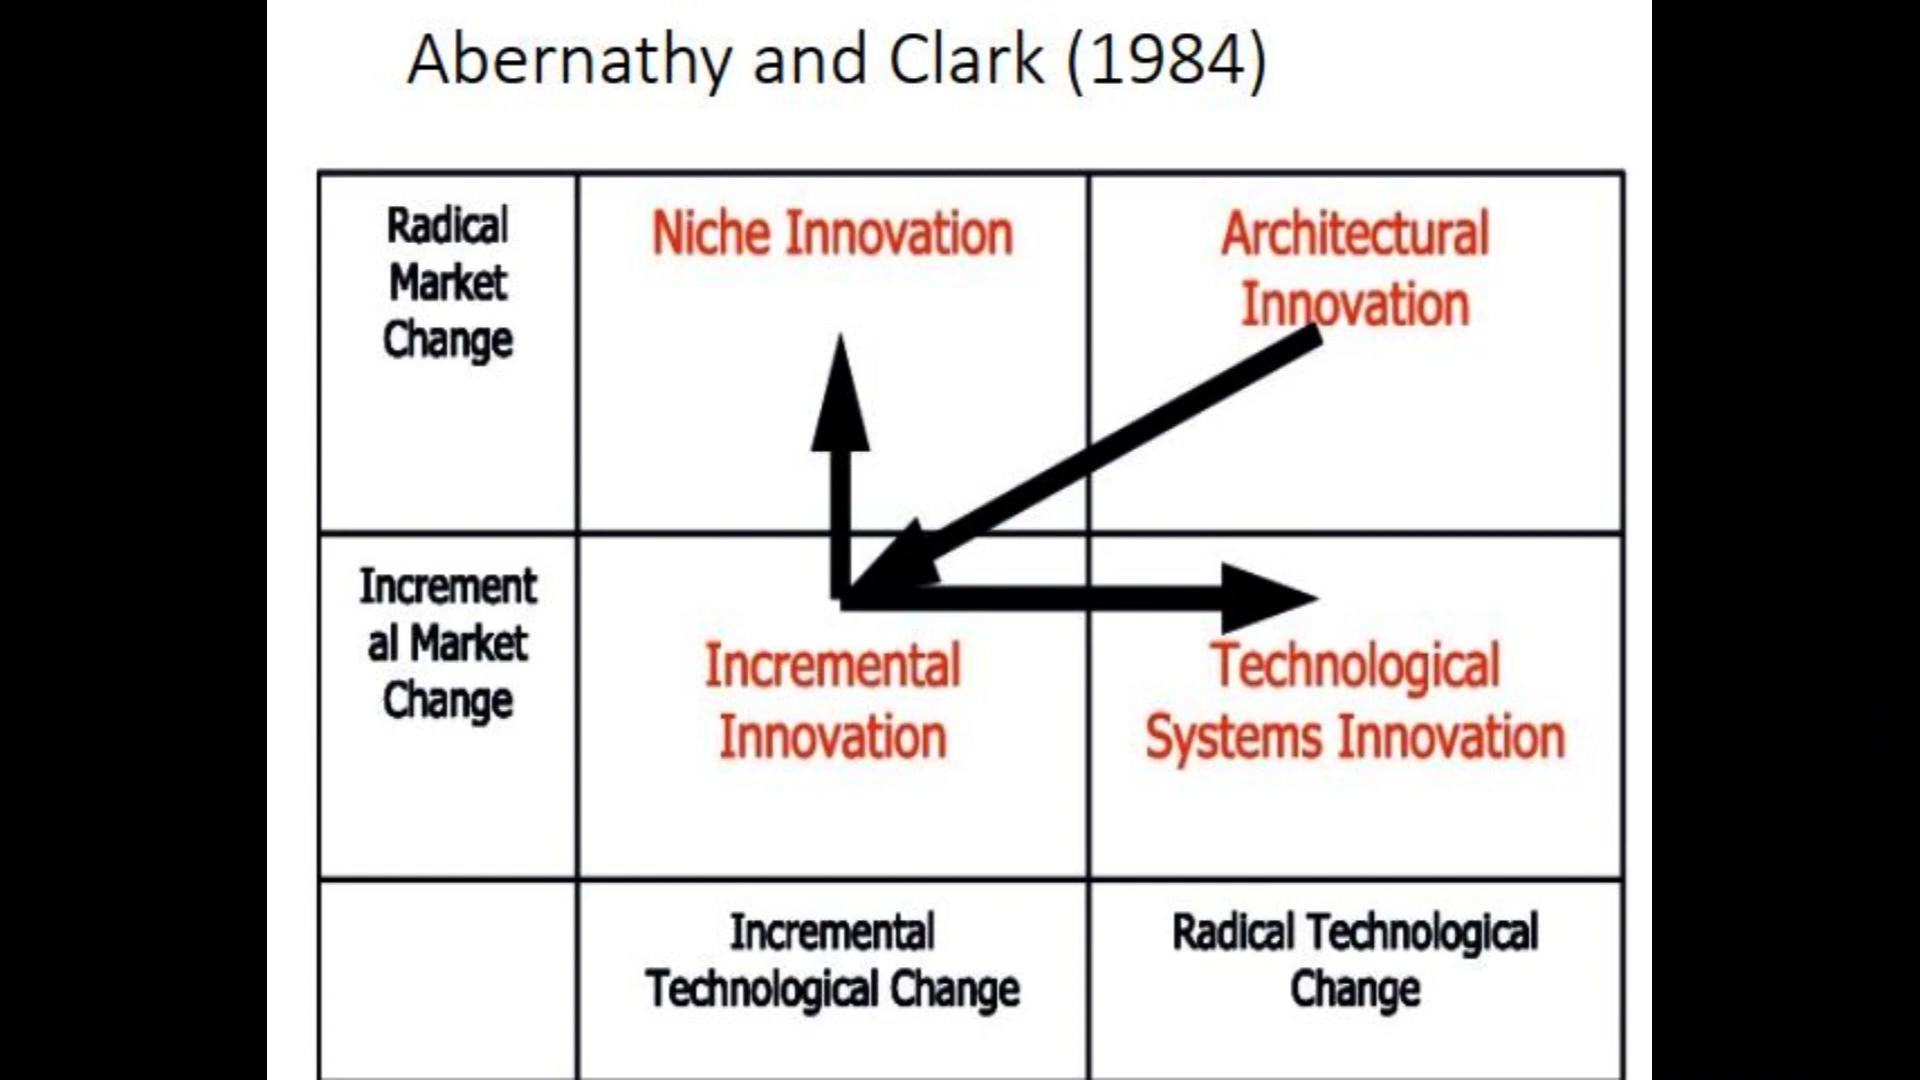 Abernathy and Clark (1984)
Radical
Market
Change
Niche Innovation
Architectural
Innovation
Increment
al Market
Change
Incremental
Innovation
Technological
Systems Innovation
Incremental
Technological Change
Radical Technological
Change